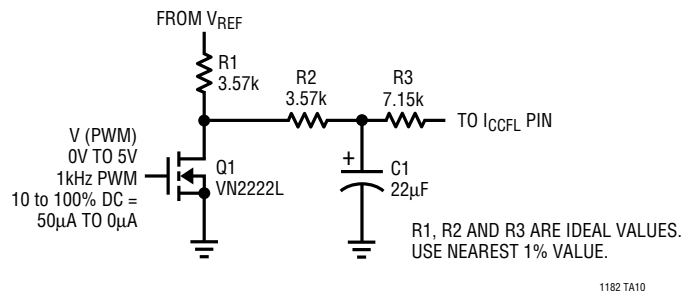 FROM VREF
R1
3.57k
R2
3.57k
R3
7.15k
TO ICCFL PIN
V (PWM)
0V TO 5V
1kHz PWM
10 to 100% DC =
50µA TO 0µA
Q1
VN2222L
+
C1
22µF
R1, R2 AND R3 ARE IDEAL VALUES.
USE NEAREST 1% VALUE.
1182 TA10